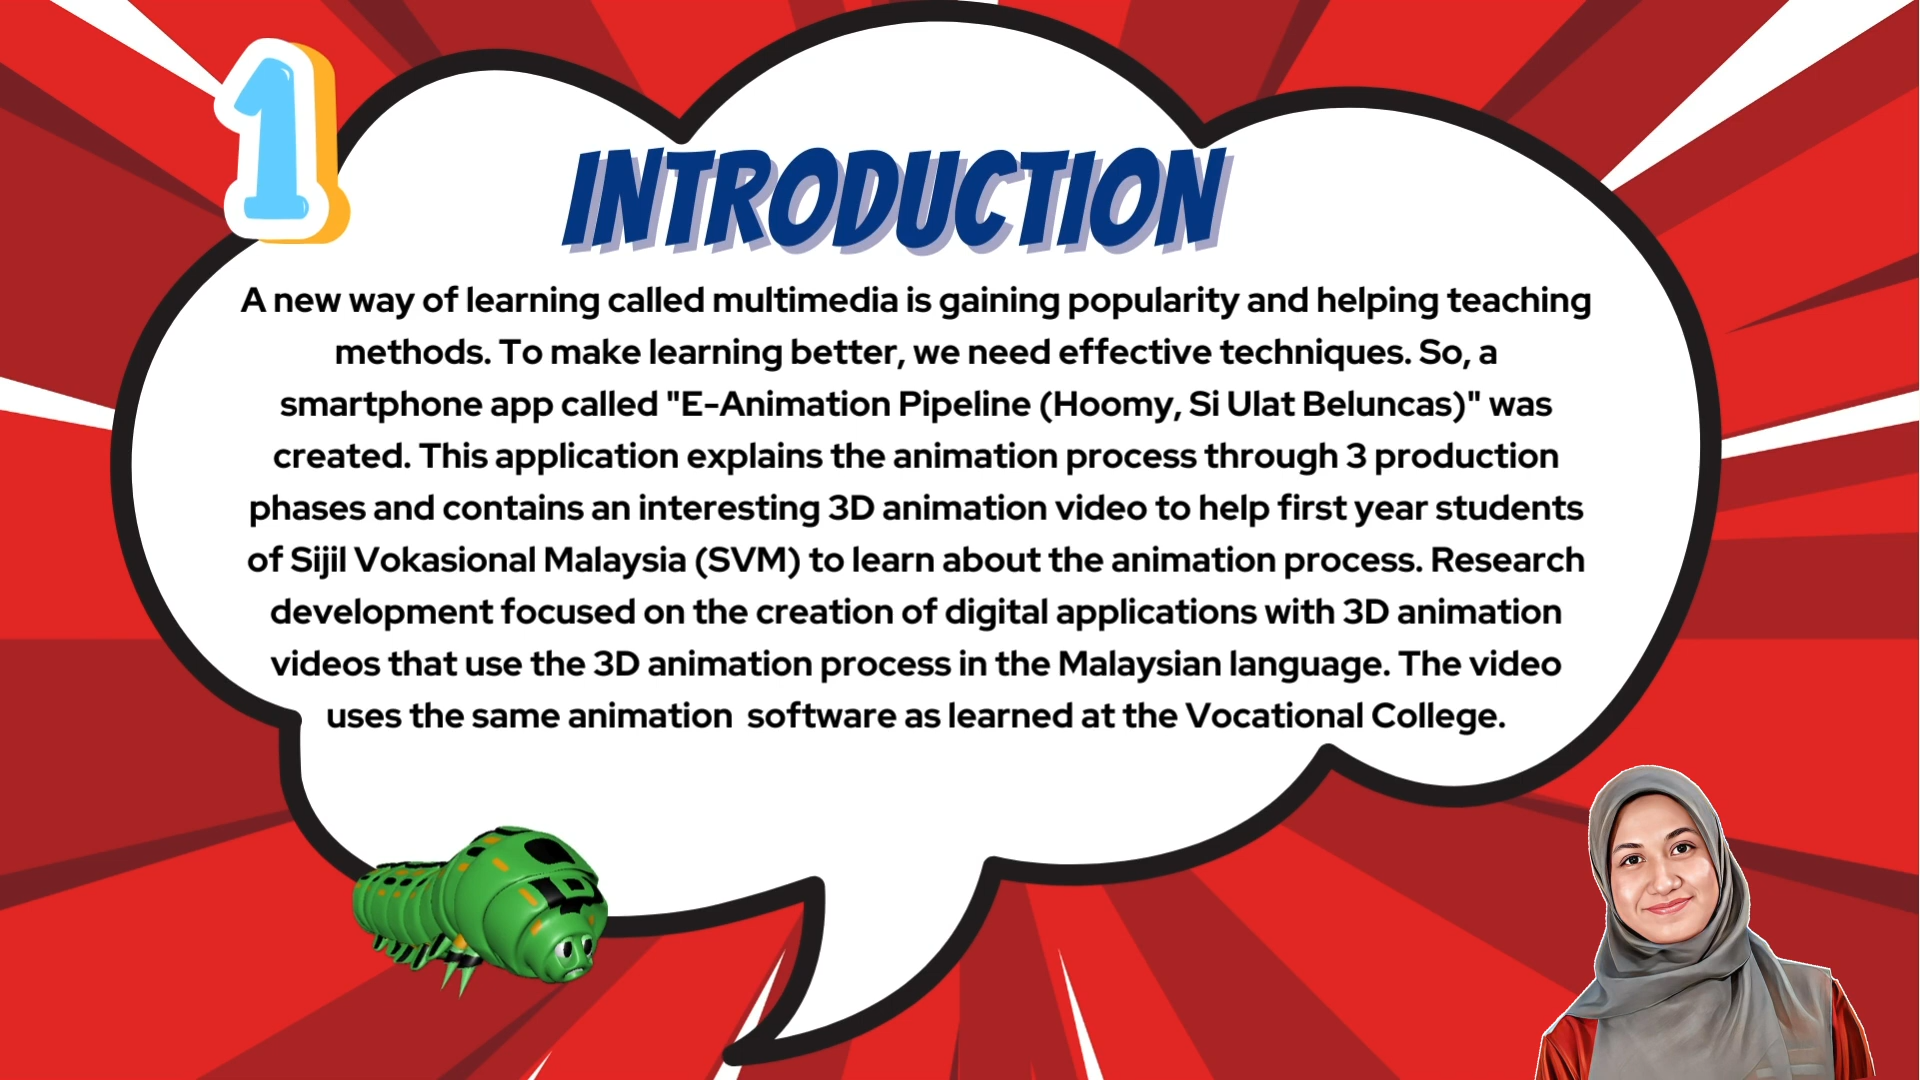 1
INTRODUCTION
A new way of learning called multimedia is gaining popularity and helping teaching
methods. To make learning better, we need effective techniques. So, a
smartphone app called "E-Animation Pipeline (Hoomy, Si Ulat Beluncas)" was
created. This application explains the animation process through 3 production
phases and contains an interesting 3D animation video to help first year students
of Sijil Vokasional Malaysia (SVM) to learn about the animation process. Research
development focused on the creation of digital applications with 3D animation
videos that use the 3D animation process in the Malaysian language. The video
uses the same animation  software as learned at the Vocational College.